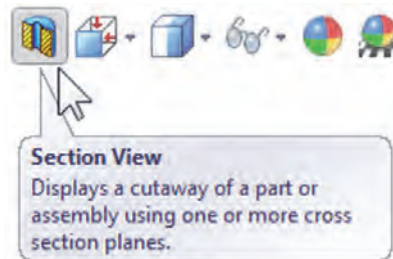 Section View
Displays a cutaway of a part or
assembly using one or more cross
section planes.